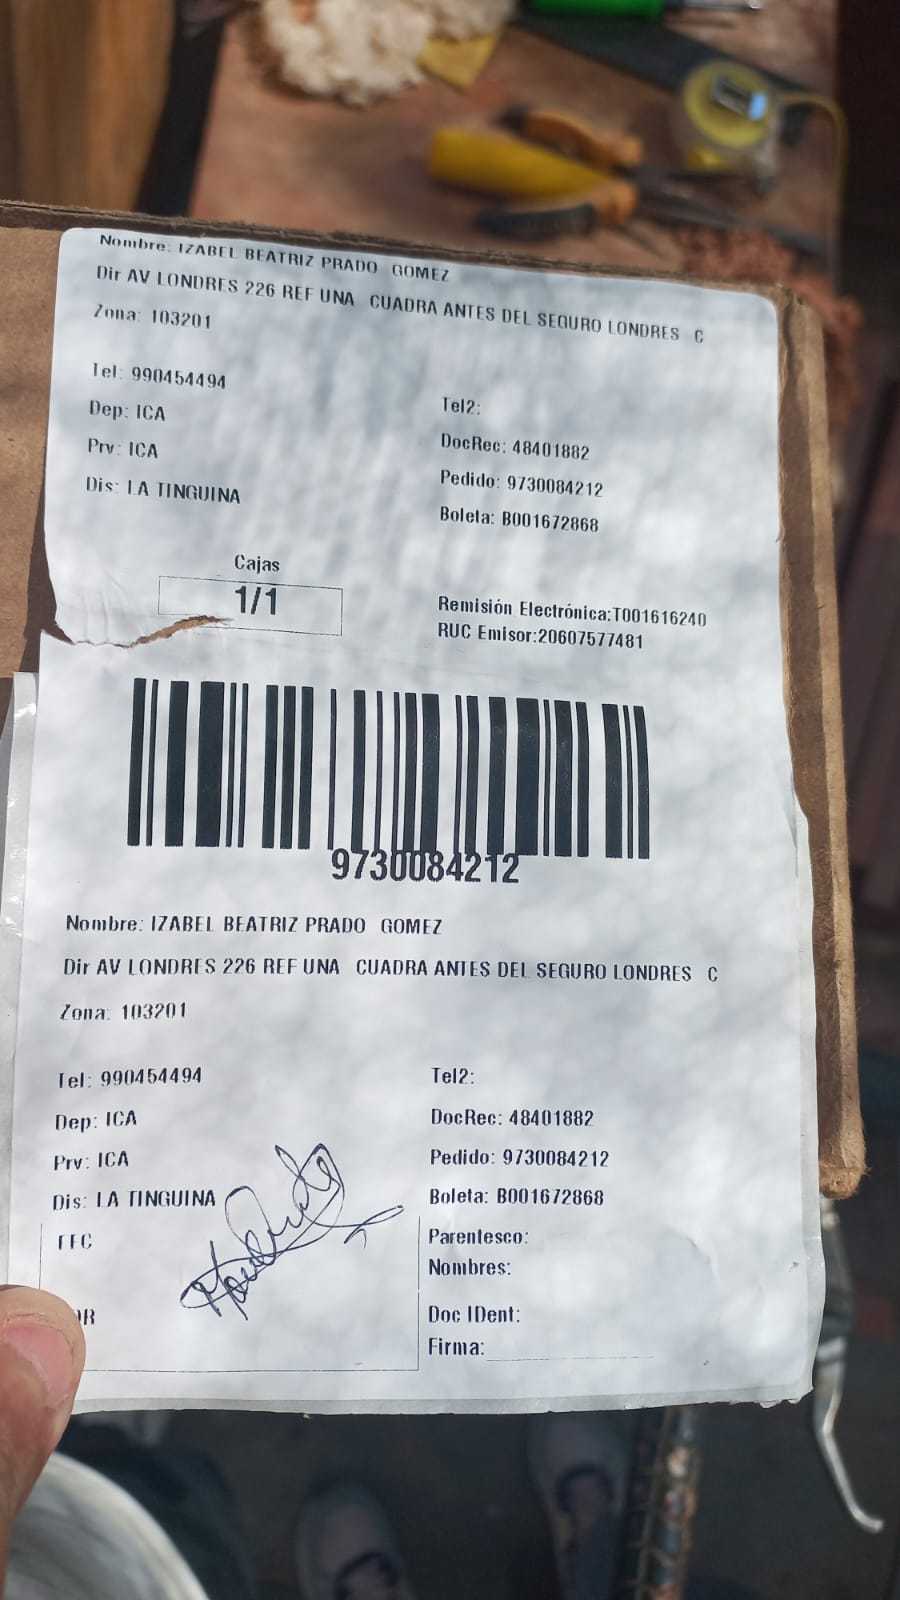 Nombre: IZABEL BEATRIZ PRADO GOMEZ
Dir AV LONDRES 226 REF UNA CUADRA ANTES DEL SEGURO LONDRES C
Zona: 103201
Tel: 990454494
Tel2:
Dep: ICA
DocRec: 48401882
Prv: ICA
Pedido: 9730084212
Dis: LA TINGUINA
Boleta: B001672868
Cajas
1/1
Remisión Electrónica:T001616240
RUC Emisor:20607577481
9730084212
Nombre: IZABEL BEATRIZ PRADO GOMEZ
Dir AV LONDRES 226 REF UNA CUADRA ANTES DEL SEGURO LONDRES C
Zona: 103201
Tel: 990454494
Tel2:
Dep: ICA
DocRec: 48401882
Prv: ICA
Pedido: 9730084212
Dis: LA TINGUINA
Boleta: B001672868
Parentesco:
Nombres:
Doc IDent:
Firma: